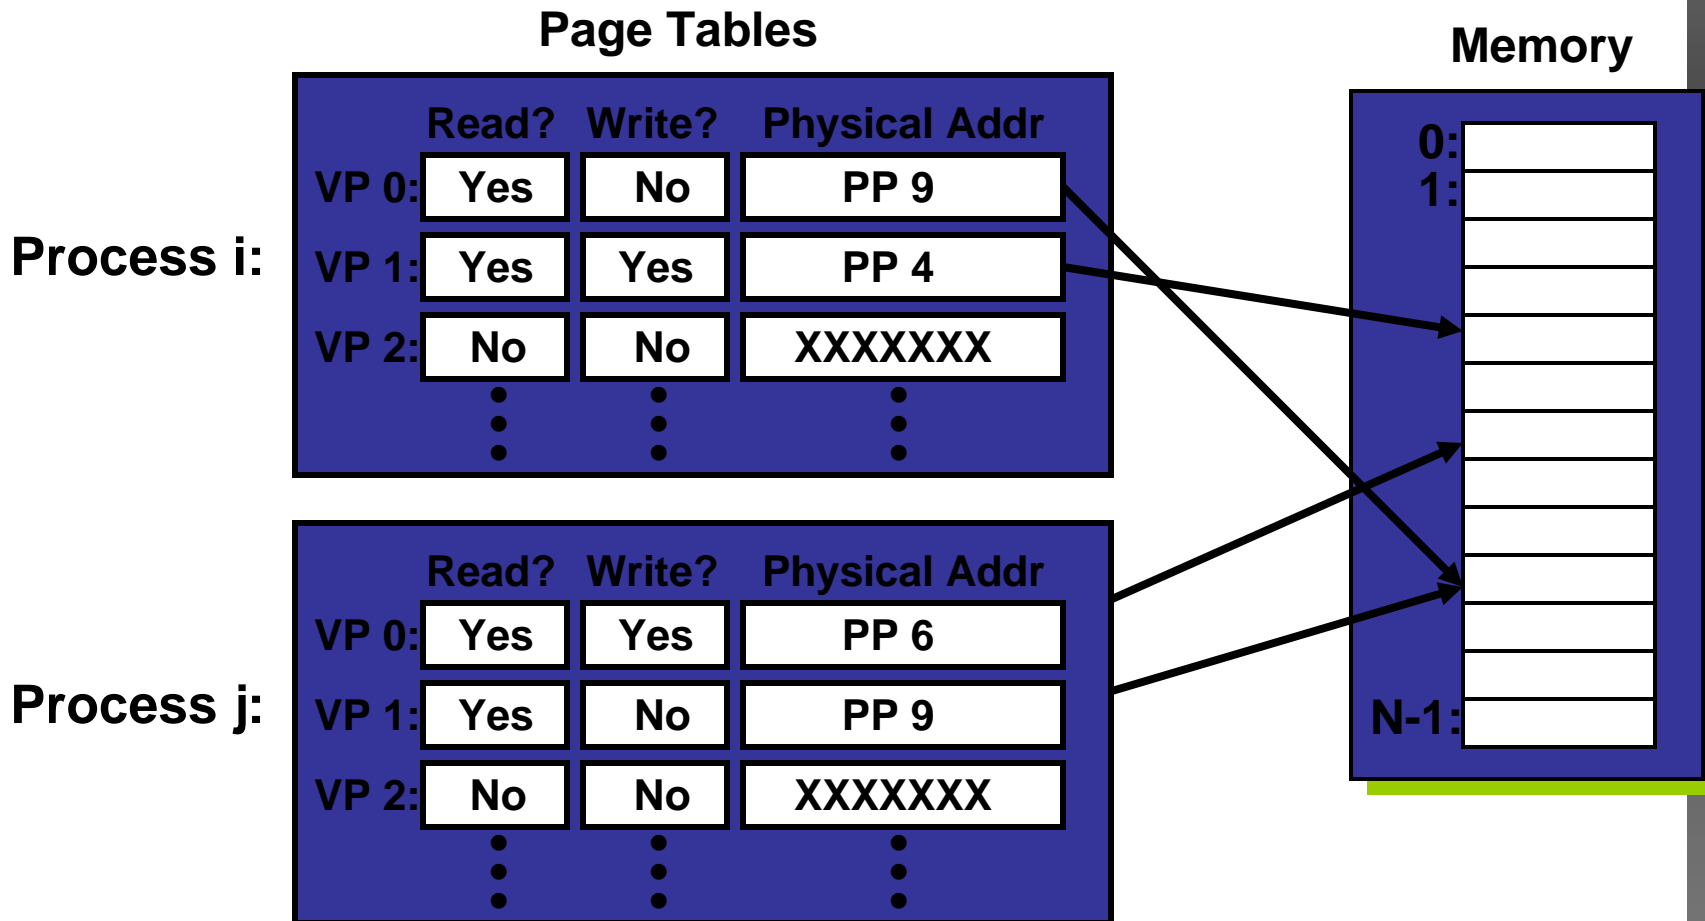 Page Tables
Memory
Read? Write? Physical Addr
VP 0: Yes No PP 9
Process i:
VP 1: Yes Yes PP 4
VP 2: No No XXXXXXX
0:
1:
Read? Write? Physical Addr
VP 0: Yes Yes PP 6
Process j:
VP 1: Yes No PP 9
VP 2: No No XXXXXXX
N-1: